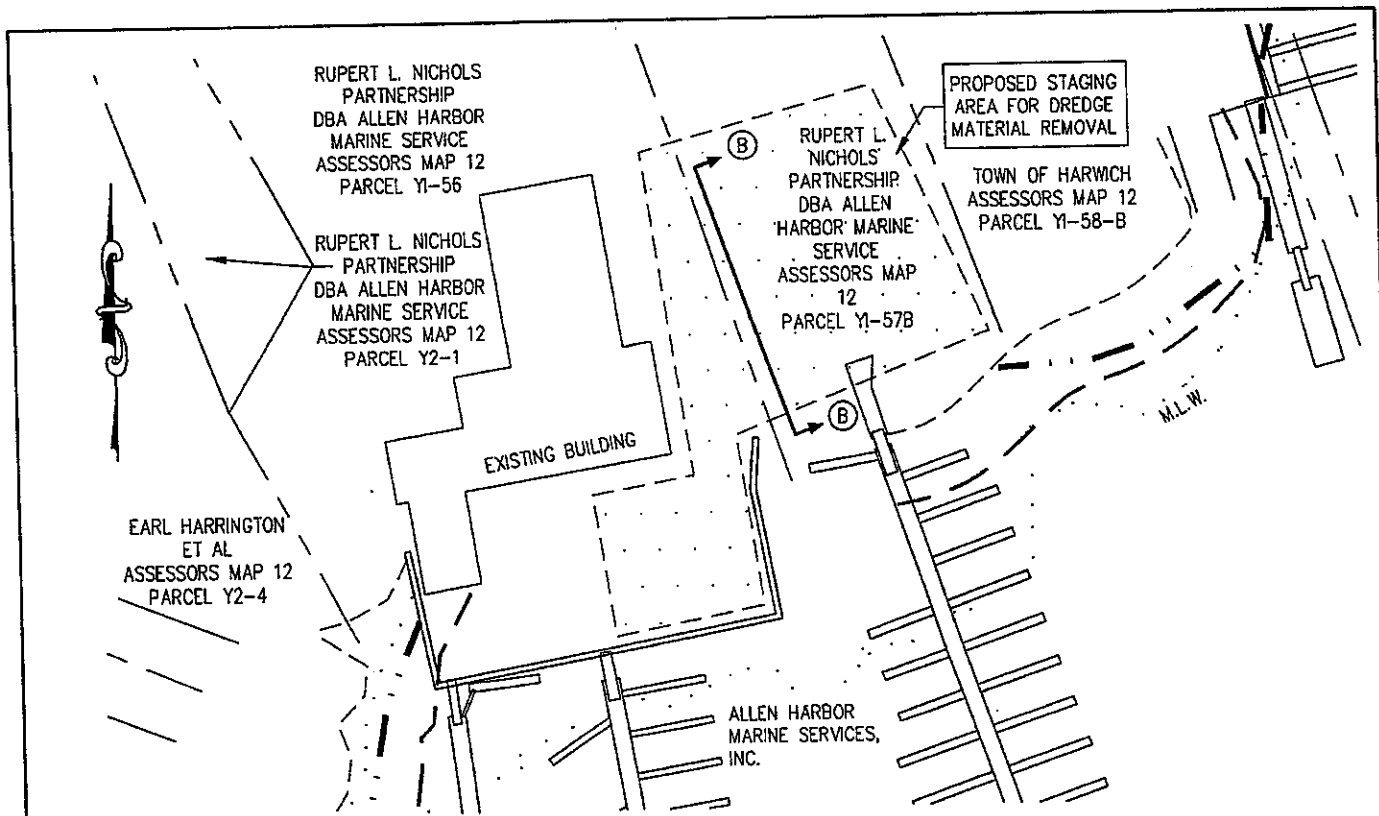 RUPERT L. NICHOLS
PARTNERSHIP
DBA ALLEN HARBOR
MARINE SERVICE
ASSESSORS MAP 12
PARCEL Y1-56
RUPERT L. NICHOLS
PARTNERSHIP
DBA ALLEN HARBOR
MARINE SERVICE
ASSESSORS MAP 12
PARCEL Y2-1
EARL HARRINGTON
ET AL
ASSESSORS MAP 12
PARCEL Y2-4
EXISTING BUILDING
B
RUPERT L.
NICHOLS
PARTNERSHIP
DBA ALLEN
HARBOR MARINE
SERVICE
ASSESSORS MAP
12
PARCEL Y1-57B
B
PROPOSED STAGING
AREA FOR DREDGE
MATERIAL REMOVAL
TOWN OF HARWICH
ASSESSORS MAP 12
PARCEL Y1-58-B
M.L.W.
ALLEN HARBOR
MARINE SERVICES,
INC.